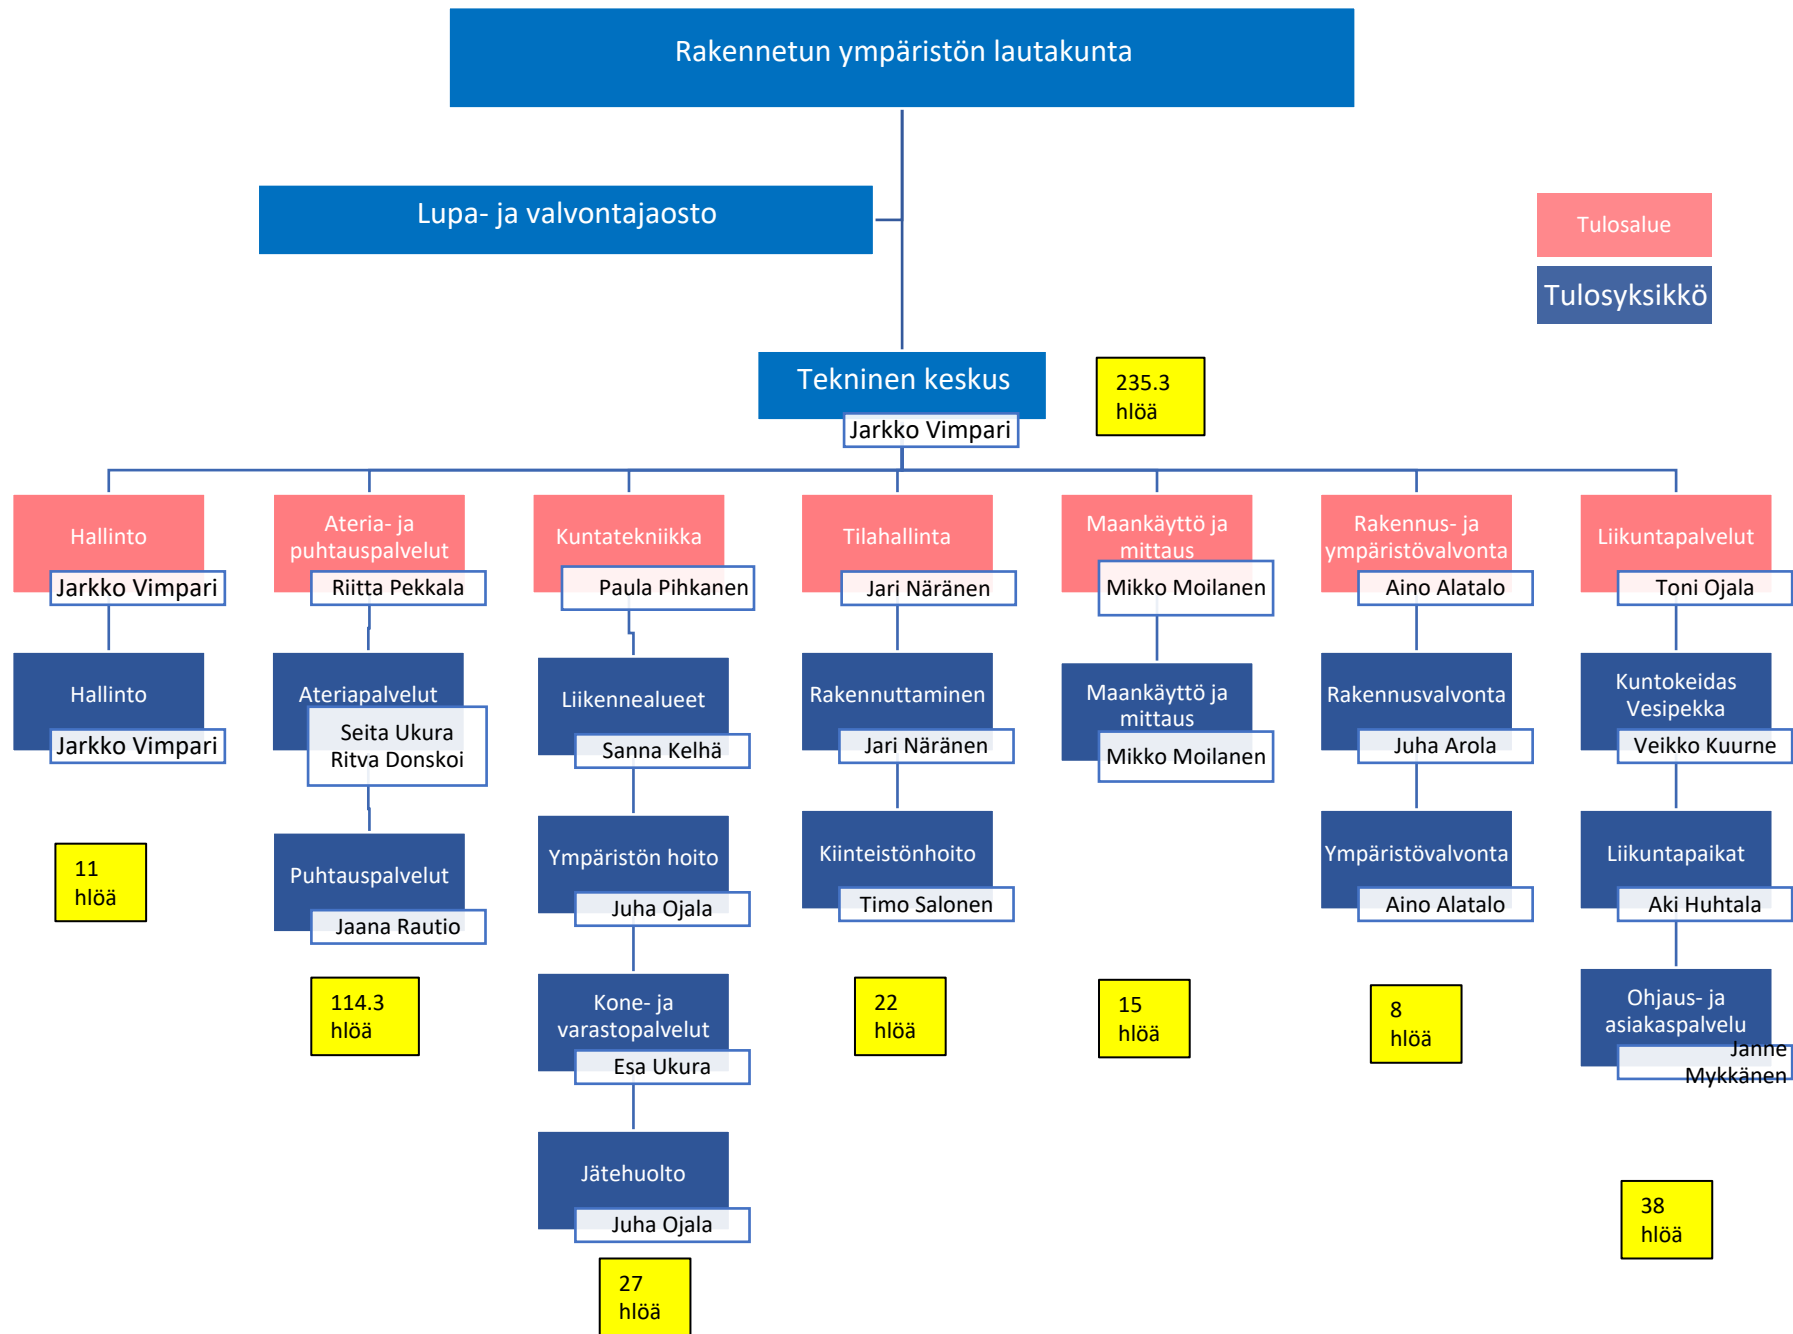 Rakennetun ympäristön lautakunta
Lupa- ja valvontajaosto
Tulosalue
Tulosyksikkö
Tekninen keskus
Jarkko Vimpari
235.3
hlöä
Hallinto
Jarkko Vimpari
Ateria- ja
puhtauspalvelut
Riitta Pekkala
Kuntatekniikka
Paula Pihkanen
Tilahallinta
Jari Näränen
Maankäyttö ja
mittaus
Mikko Moilanen
Rakennus- ja
ympäristövalvonta
Aino Alatalo
Liikuntapalvelut
Toni Ojala
Hallinto
Jarkko Vimpari
Ateriapalvelut
Seita Ukura
Ritva Donskoi
Liikennealueet
Sanna Kelhä
Rakennuttaminen
Jari Näränen
Maankäyttö ja
mittaus
Mikko Moilanen
Rakennusvalvonta
Juha Arola
Kuntokeidas
Vesipekka
Veikko Kuurne
11
hlöä
Puhtauspalvelut
Jaana Rautio
Ympäristön hoito
Juha Ojala
Kiinteistönhoito
Timo Salonen
Ympäristövalvonta
Aino Alatalo
Liikuntapaikat
Aki Huhtala
114.3
hlöä
Kone- ja
varastopalvelut
Esa Ukura
22
hlöä
15
hlöä
8
hlöä
Ohjaus- ja
asiakaspalvelu
Janne
Mykkänen
Jätehuolto
Juha Ojala
38
hlöä
27
hlöä